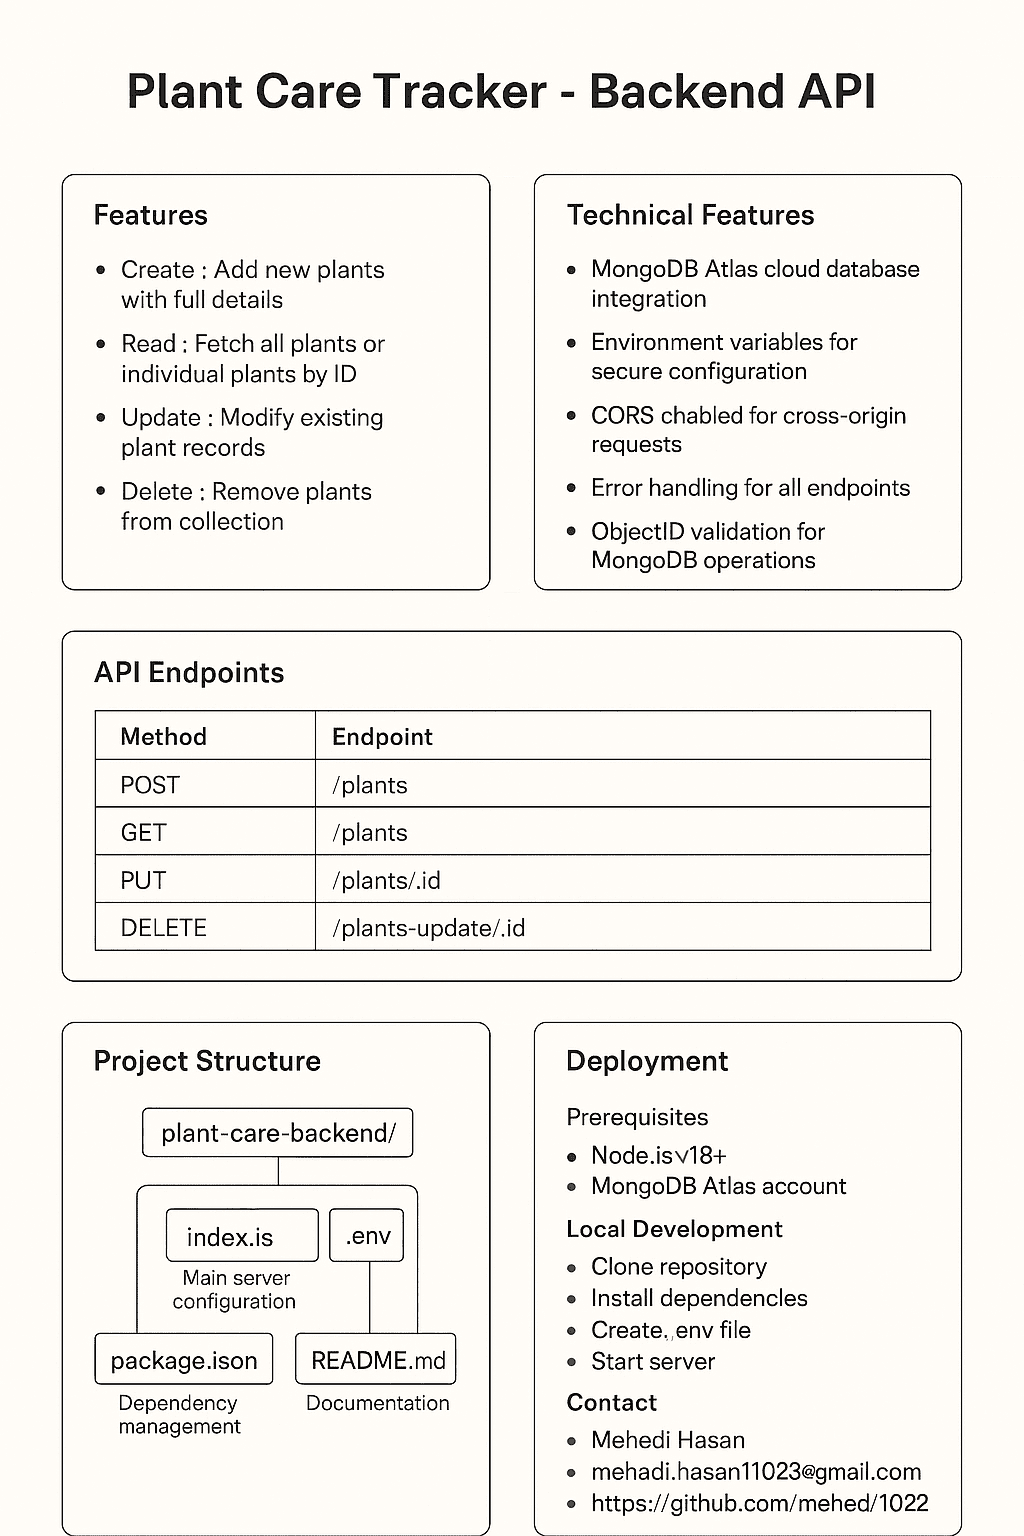 Plant Care Tracker - Backend API
Features
• Create : Add new plants
with full details
• Read : Fetch all plants or
individual plants by ID
• Update : Modify existing
plant records
• Delete : Remove plants
from collection
Technical Features
• MongoDB Atlas cloud database
integration
• Environment variables for
secure configuration
• CORS chabled for cross-origin
requests
• Error handling for all endpoints
• ObjectID validation for
MongoDB operations
API Endpoints
Method Endpoint
POST /plants
GET /plants
PUT /plants/.id
DELETE /plants-update/.id
Project Structure
plant-care-backend/
index.is .env
Main server
configuration
package.ison README.md
Dependency
management
Documentation
Deployment
Prerequisites
• Node.isv18+
• MongoDB Atlas account
Local Development
• Clone repository
• Install dependencles
• Create.,env file
• Start server
Contact
• Mehedi Hasan
• mehadi.hasan11023@gmail.com
• https://github.com/mehed/1022